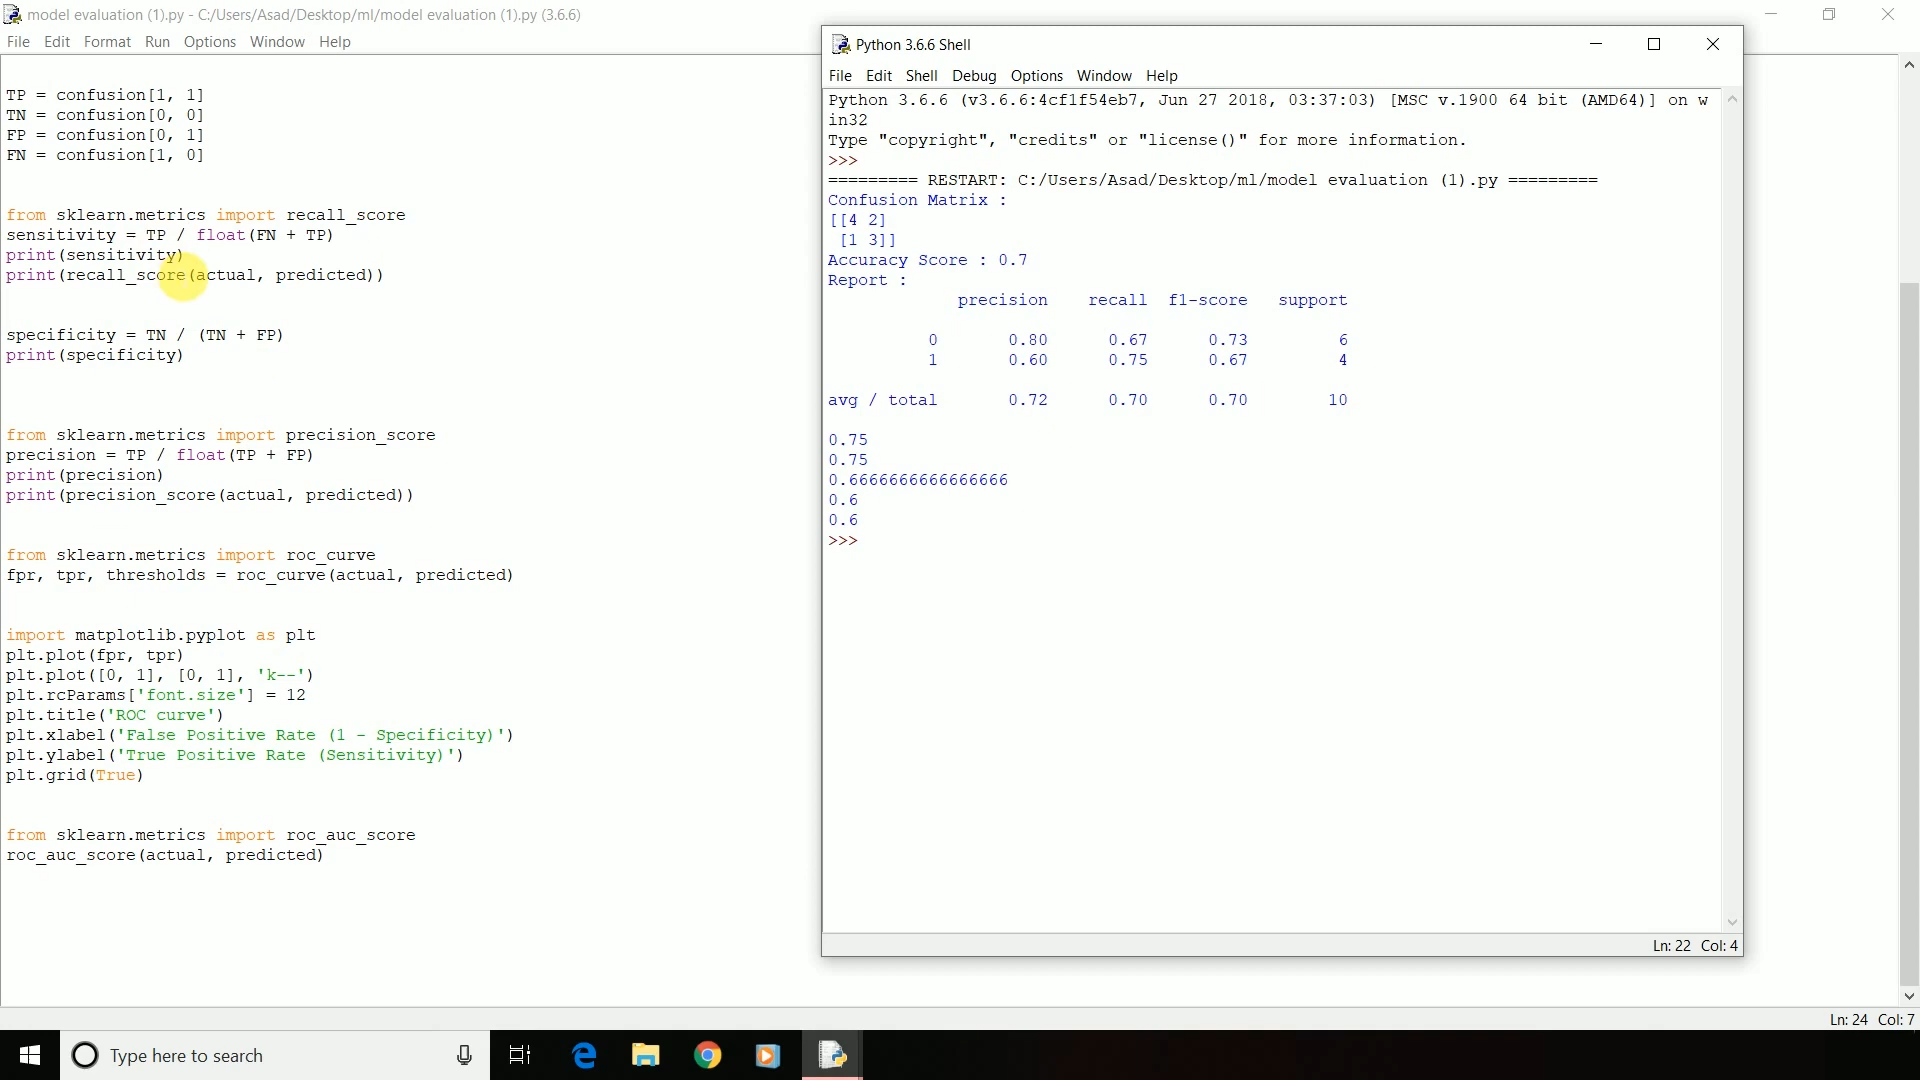 model evaluation (1).py - C:/Users/Asad/Desktop/ml/model evaluation (1).py (3.6.6)
File Edit Format Run Options Window Help
TP = confusion[1, 1]
TN = confusion[0, 0]
FP = confusion[0, 1]
FN = confusion[1, 0]
from sklearn.metrics import recall_score
sensitivity = TP / float(FN + TP)
print(sensitivity)
print(recall_score(actual, predicted))
specificity = TN / (TN + FP)
print(specificity)
from sklearn.metrics import precision_score
precision = TP / float(TP + FP)
print(precision)
print(precision_score(actual, predicted))
from sklearn.metrics import roc_curve
fpr, tpr, thresholds = roc_curve(actual, predicted)
import matplotlib.pyplot as plt
plt.plot(fpr, tpr)
plt.plot([0, 1], [0, 1], 'k--')
plt.rcParams['font.size'] = 12
plt.title('ROC curve')
plt.xlabel('False Positive Rate (1 - Specificity)')
plt.ylabel('True Positive Rate (Sensitivity)')
plt.grid(True)
from sklearn.metrics import roc_auc_score
roc_auc_score(actual, predicted)
Python 3.6.6 Shell
File Edit Shell Debug Options Window Help
Python 3.6.6 (v3.6.6:4cf1f54eb7, Jun 27 2018, 03:37:03) [MSC v.1900 64 bit (AMD64)] on w
in32
Type "copyright", "credits" or "license()" for more information.
>>>
========= RESTART: C:/Users/Asad/Desktop/ml/model evaluation (1).py =========
Confusion Matrix :
[[4 2]
 [1 3]]
Accuracy Score : 0.7
Report :
precision recall f1-score support
0 0.80 0.67 0.73 6
1 0.60 0.75 0.67 4
avg / total 0.72 0.70 0.70 10
0.75
0.75
0.6666666666666666
0.6
0.6
>>>
Ln: 22 Col: 4
Ln: 24 Col: 7
Type here to search